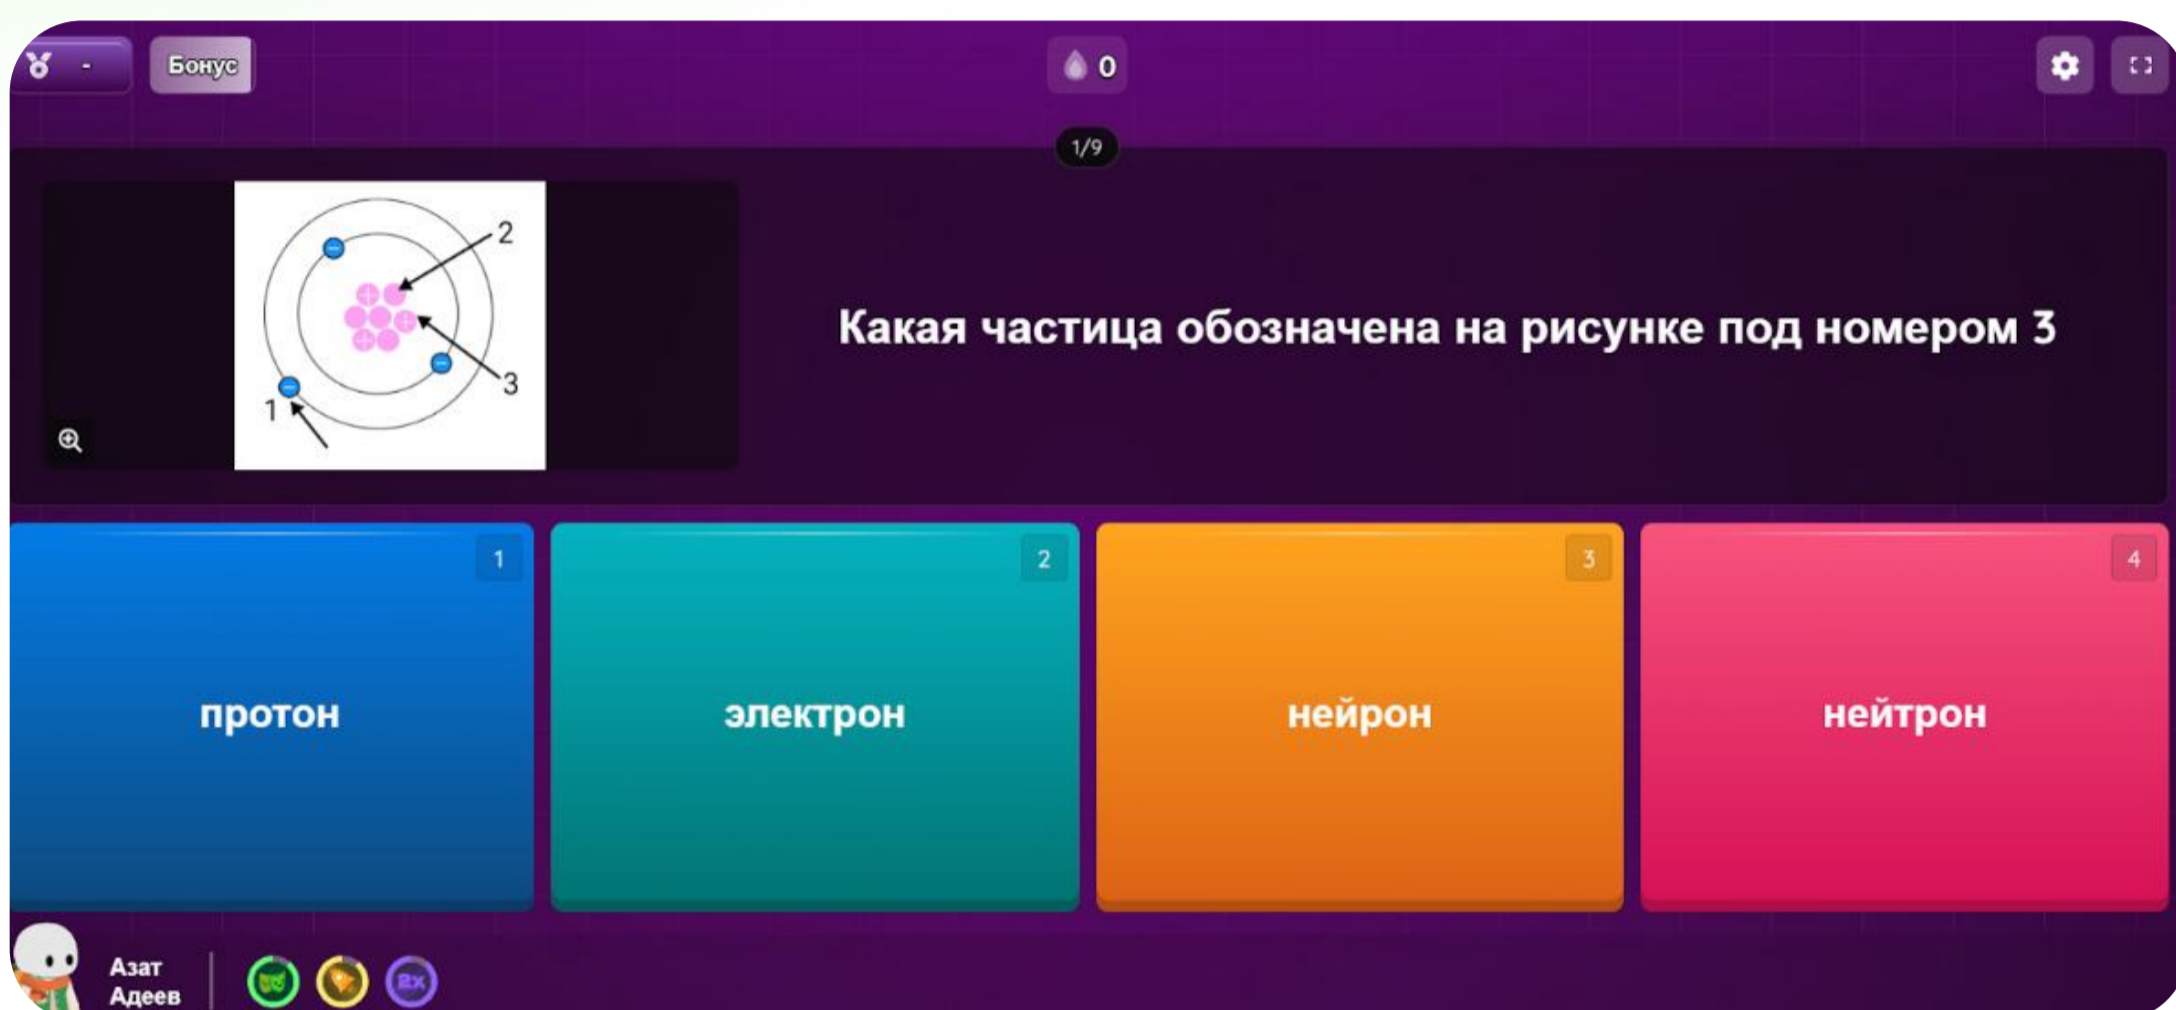 -
Бонус
0
1/9
2
3
1
Какая частица обозначена на рисунке под номером 3
1
протон
2
электрон
3
нейрон
4
нейтрон
Азат
Адеев
2x